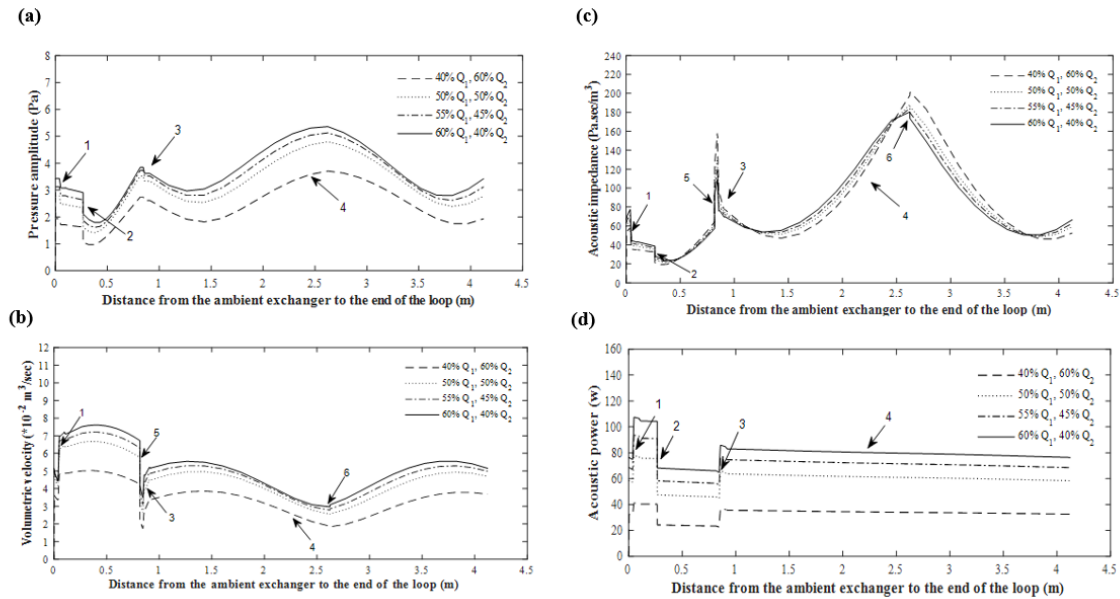 (a)
8
7
6
5
4
3
2
1
0
Pressure amplitude (Pa)
0 0.5 1 1.5 2 2.5 3 3.5 4 4.5
Distance from the ambient exchanger to the end of the loop (m)
40% Q1, 60% Q2
50% Q1, 50% Q2
55% Q1, 45% Q2
60% Q1, 40% Q2
1
2
3
4
(b)
12
11
10
9
8
7
6
5
4
3
2
1
0
Volumetric velocity (*10-2 m3/sec)
0 0.5 1 1.5 2 2.5 3 3.5 4 4.5
Distance from the ambient exchanger to the end of the loop (m)
40% Q1, 60% Q2
50% Q1, 50% Q2
55% Q1, 45% Q2
60% Q1, 40% Q2
1
5
3
4
6
(c)
240
220
200
180
160
140
120
100
80
60
40
20
0
Acoustic impedance (Pa.sec/m3)
0 0.5 1 1.5 2 2.5 3 3.5 4 4.5
Distance from the ambient exchanger to the end of the loop (m)
40% Q1, 60% Q2
50% Q1, 50% Q2
55% Q1, 45% Q2
60% Q1, 40% Q2
1
2
5
3
4
6
(d)
160
140
120
100
80
60
40
20
0
Acoustic power (w)
0 0.5 1 1.5 2 2.5 3 3.5 4 4.5
Distance from the ambient exchanger to the end of the loop (m)
40% Q1, 60% Q2
50% Q1, 50% Q2
55% Q1, 45% Q2
60% Q1, 40% Q2
1
2
3
4